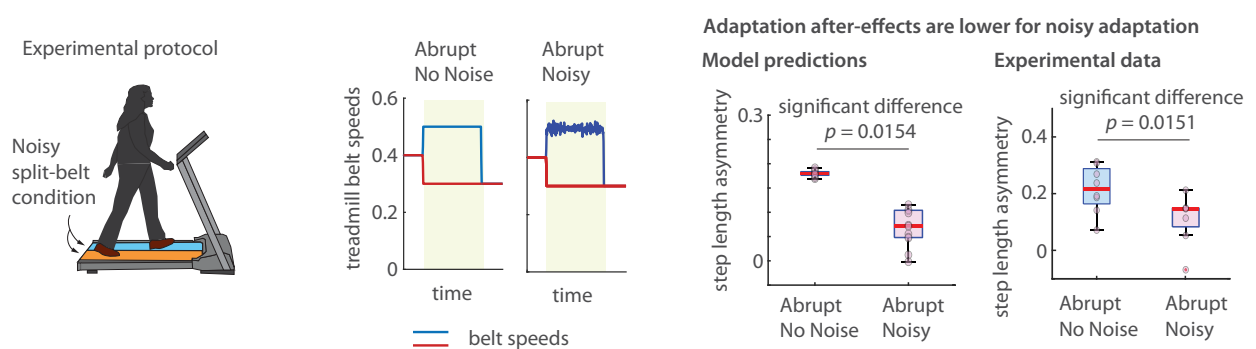 Experimental protocol
Noisy
split-belt
condition
Abrupt
No Noise
Abrupt
Noisy
treadmill belt speeds
0.6
0.4
0.2
0
time
time
belt speeds
Adaptation after-effects are lower for noisy adaptation
Model predictions
step length asymmetry
0.3
0
significant difference
p = 0.0154
Abrupt
No Noise
Abrupt
Noisy
Experimental data
step length asymmetry
0.4
0.2
0
significant difference
p = 0.0151
Abrupt
No Noise
Abrupt
Noisy